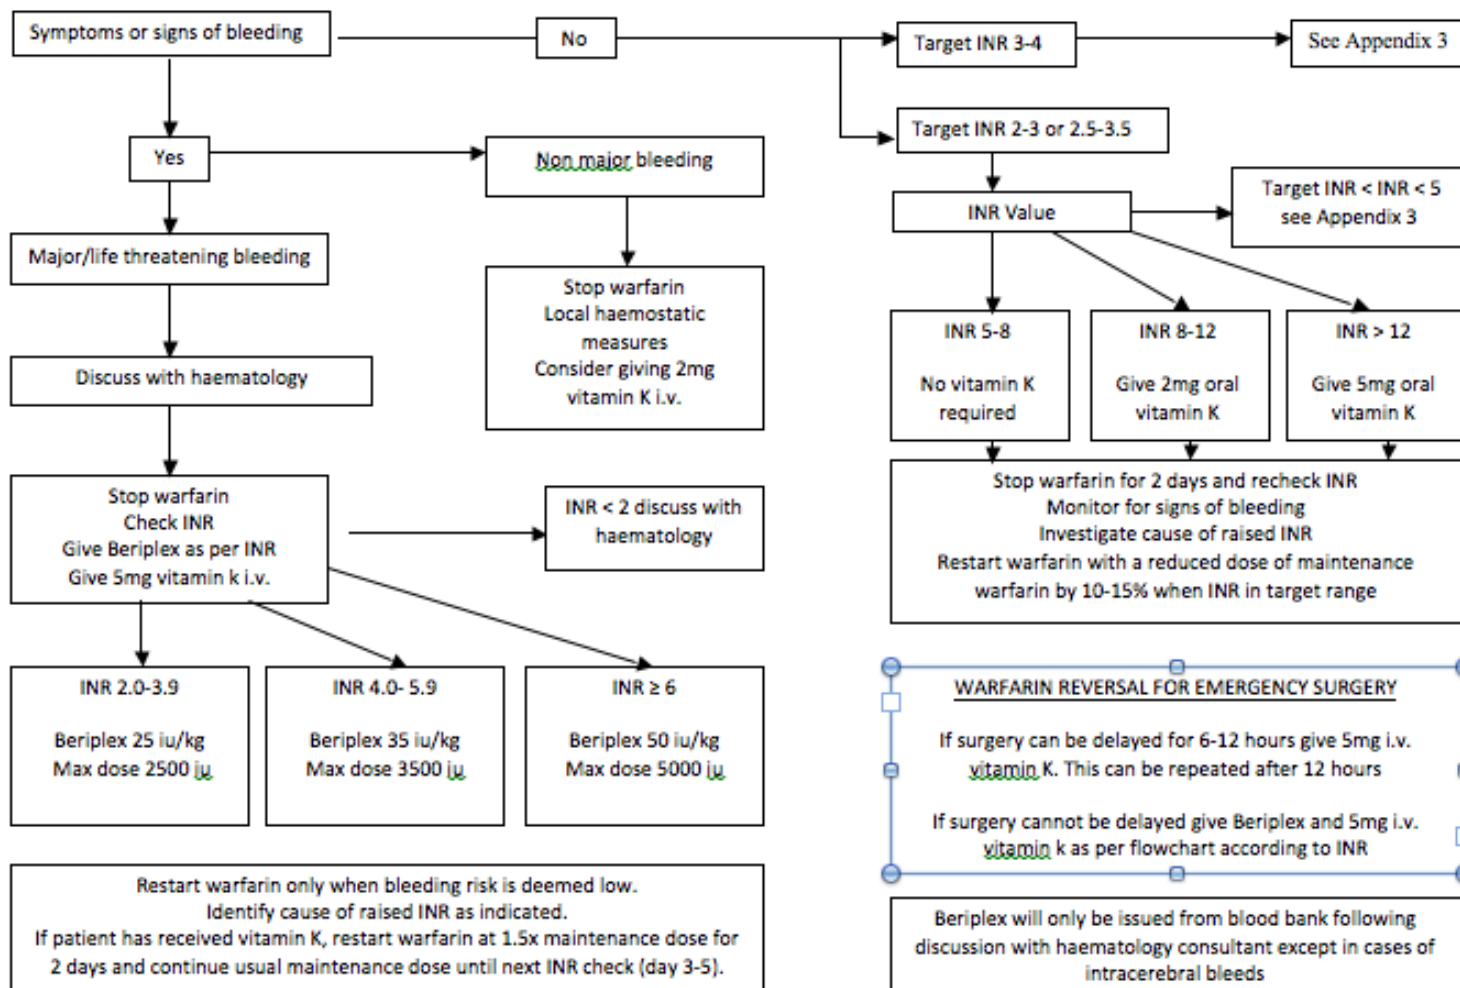 Symptoms or signs of bleeding
No
Target INR 3-4
See Appendix 3
Target INR 2-3 or 2.5-3.5
Yes
Non major bleeding
INR Value
Target INR < INR < 5
see Appendix 3
Major/life threatening bleeding
Stop warfarin
Local haemostatic
measures
Consider giving 2mg
vitamin K i.v.
INR 5-8
No vitamin K
required
INR 8-12
Give 2mg oral
vitamin K
INR > 12
Give 5mg oral
vitamin K
Discuss with haematology
Stop warfarin
Check INR
Give Beriplex as per INR
Give 5mg vitamin k i.v.
INR < 2 discuss with
haematology
Stop warfarin for 2 days and recheck INR
Monitor for signs of bleeding
Investigate cause of raised INR
Restart warfarin with a reduced dose of maintenance
warfarin by 10-15% when INR in target range
INR 2.0-3.9
Beriplex 25 iu/kg
Max dose 2500 iu
INR 4.0- 5.9
Beriplex 35 iu/kg
Max dose 3500 iu
INR ≥ 6
Beriplex 50 iu/kg
Max dose 5000 iu
WARFARIN REVERSAL FOR EMERGENCY SURGERY
If surgery can be delayed for 6-12 hours give 5mg i.v.
vitamin K. This can be repeated after 12 hours
If surgery cannot be delayed give Beriplex and 5mg i.v.
vitamin k as per flowchart according to INR
Restart warfarin only when bleeding risk is deemed low.
Identify cause of raised INR as indicated.
If patient has received vitamin K, restart warfarin at 1.5x maintenance dose for
2 days and continue usual maintenance dose until next INR check (day 3-5).
Beriplex will only be issued from blood bank following
discussion with haematology consultant except in cases of
intracerebral bleeds